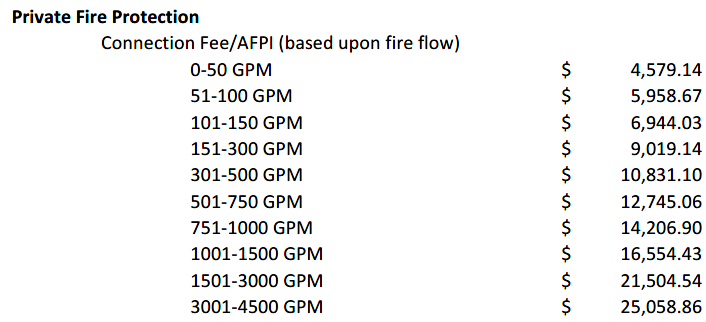 Private Fire Protection
Connection Fee/AFPI (based upon fire flow)
0-50 GPM $ 4,579.14
51-100 GPM $ 5,958.67
101-150 GPM $ 6,944.03
151-300 GPM $ 9,019.14
301-500 GPM $ 10,831.10
501-750 GPM $ 12,745.06
751-1000 GPM $ 14,206.90
1001-1500 GPM $ 16,554.43
1501-3000 GPM $ 21,504.54
3001-4500 GPM $ 25,058.86